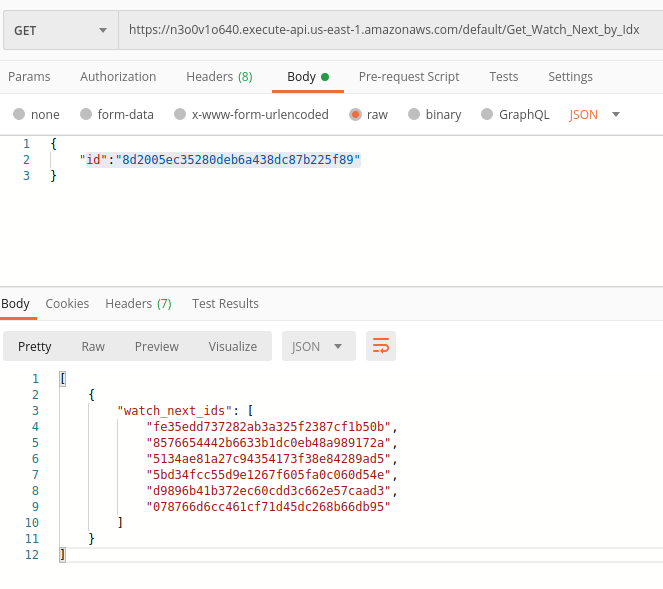 GET https://n3o0v1o640.execute-api.us-east-1.amazonaws.com/default/Get_Watch_Next_by_Idx
Params Authorization Headers (8) Body Pre-request Script Tests Settings
none form-data x-www-form-urlencoded raw binary GraphQL JSON
1 {
2 "id":"8d2005ec35280deb6a438dc87b225f89"
3 }
Body Cookies Headers (7) Test Results
Pretty Raw Preview Visualize JSON
1 [
2 {
3 "watch_next_ids": [
4 "fe35edd737282ab3a325f2387cf1b50b",
5 "8576654442b6633b1dc0eb48a989172a",
6 "5134ae81a27c94354173f38e84289ad5",
7 "5bd34fcc55d9e1267f605fa0c060d54e",
8 "d9896b41b372ec60cdd3c662e57caad3",
9 "078766d6cc461cf71d45dc268b66db95"
10 ]
11 }
12 ]